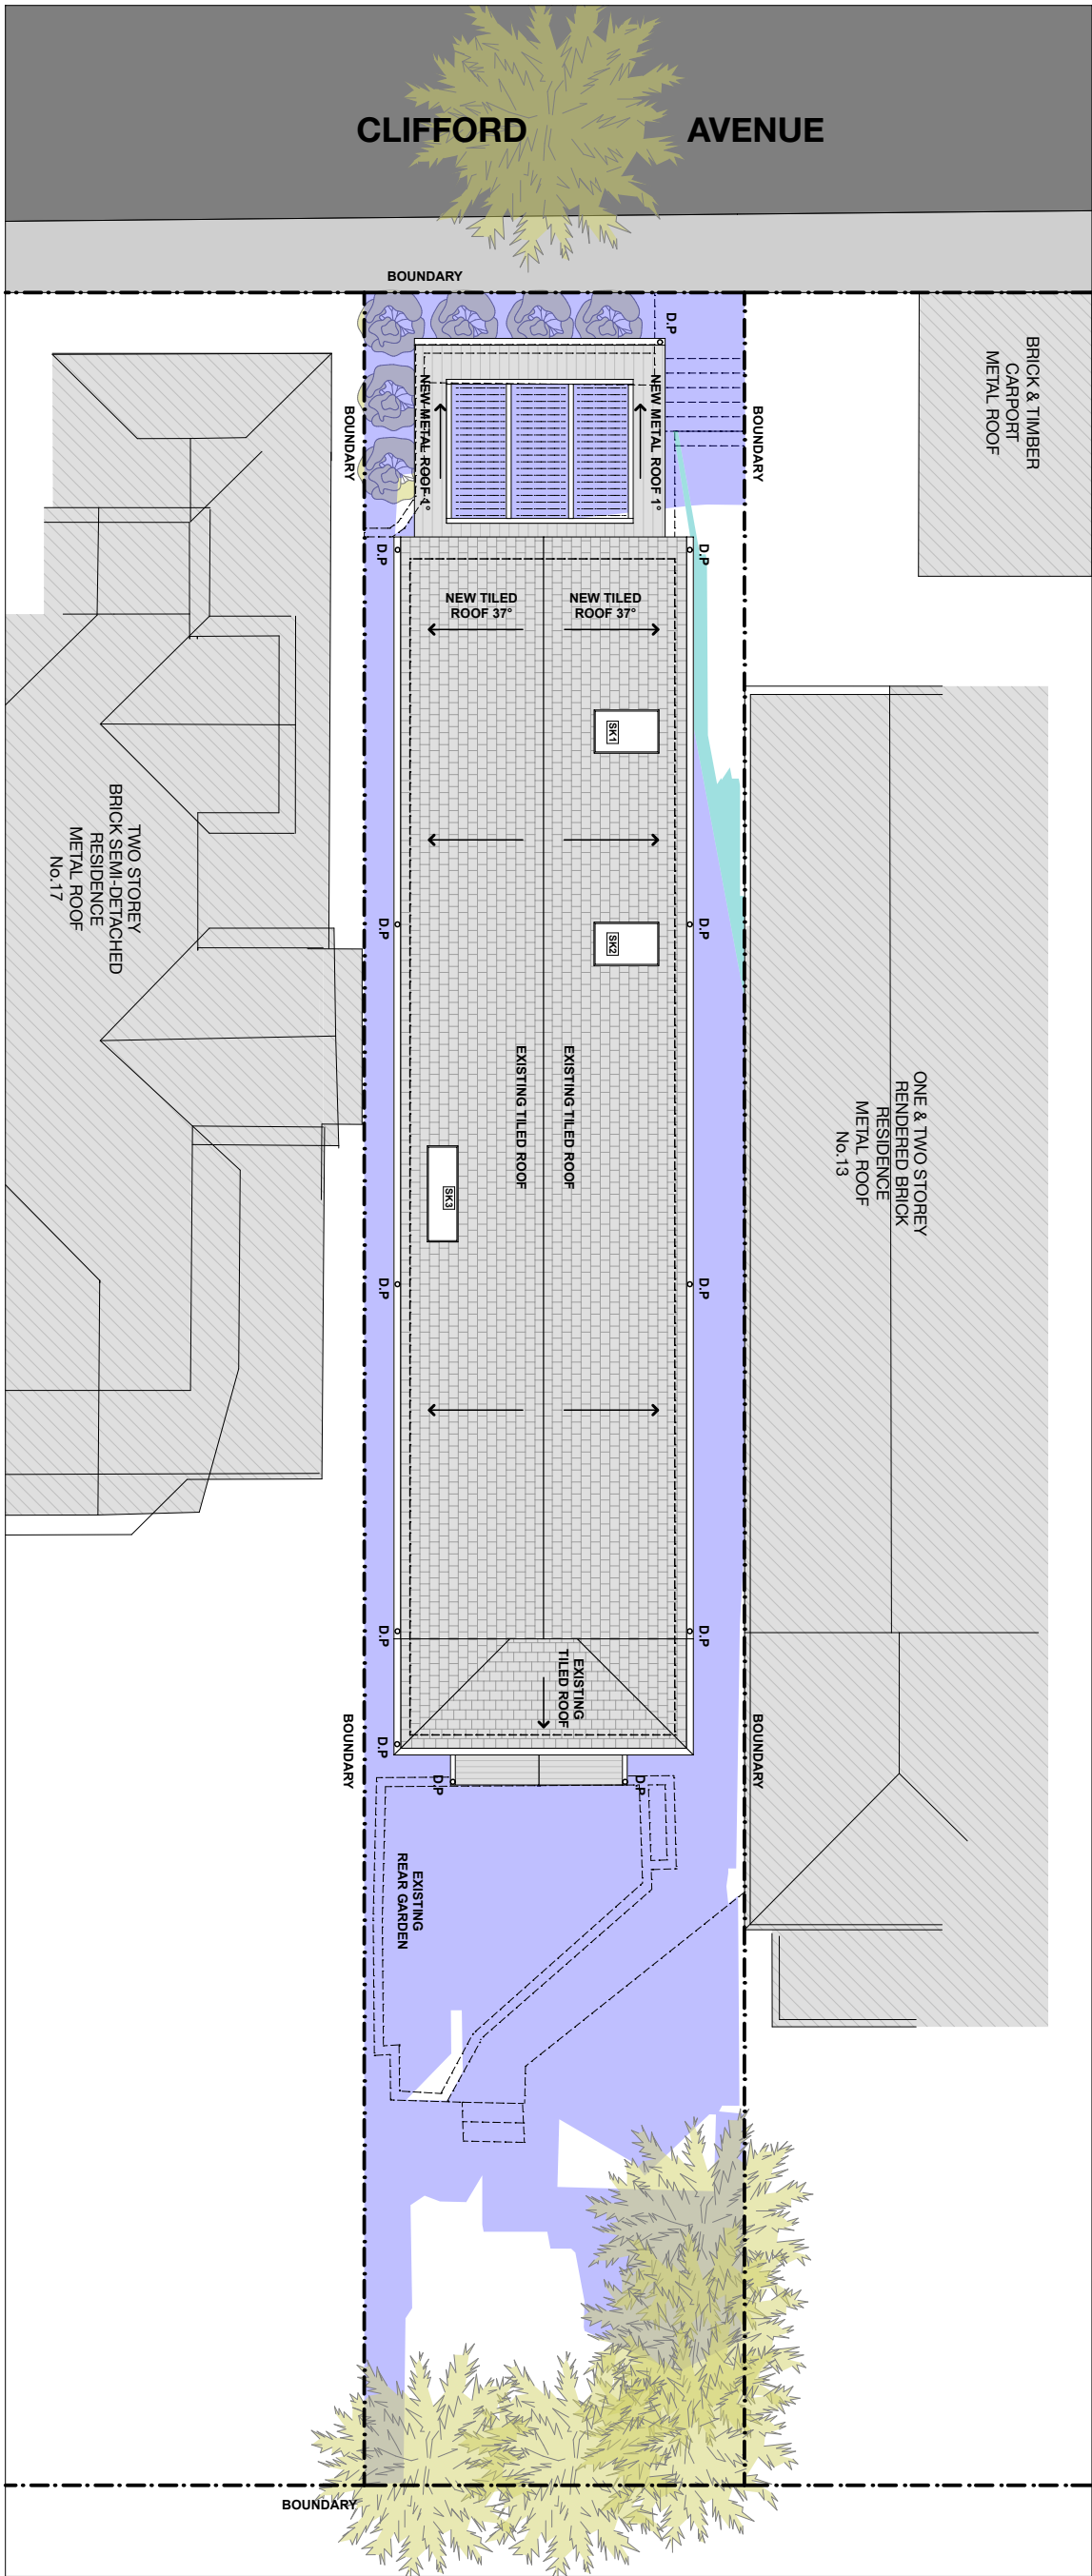 CLIFFORD AVENUE
BOUNDARY
D.P
BRICK & TIMBER
CARPORT
METAL ROOF
BOUNDARY
NEW METAL ROOF 1°
NEW METAL ROOF 1°
BOUNDARY
D.P
D.P
NEW TILED
ROOF 37°
NEW TILED
ROOF 37°
SK1
TWO STOREY
BRICK SEMI-DETACHED
RESIDENCE
METAL ROOF
No.17
D.P
SK2
D.P
EXISTING TILED ROOF
EXISTING TILED ROOF
ONE & TWO STOREY
RENDERED BRICK
RESIDENCE
METAL ROOF
No.13
SK3
D.P
D.P
D.P
D.P
EXISTING
TILED ROOF
BOUNDARY
D.P
BOUNDARY
D.P
D.P
EXISTING
REAR GARDEN
BOUNDARY